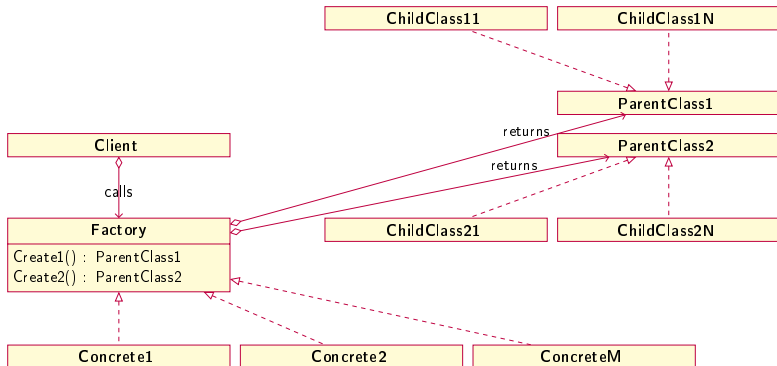 ChildClass11
ChildClass1N
ParentClass1
returns
Client
ParentClass2
returns
calls
Factory
ChildClass21
ChildClass2N
Create1() : ParentClass1
Create2() : ParentClass2
Concrete1
Concrete2
ConcreteM